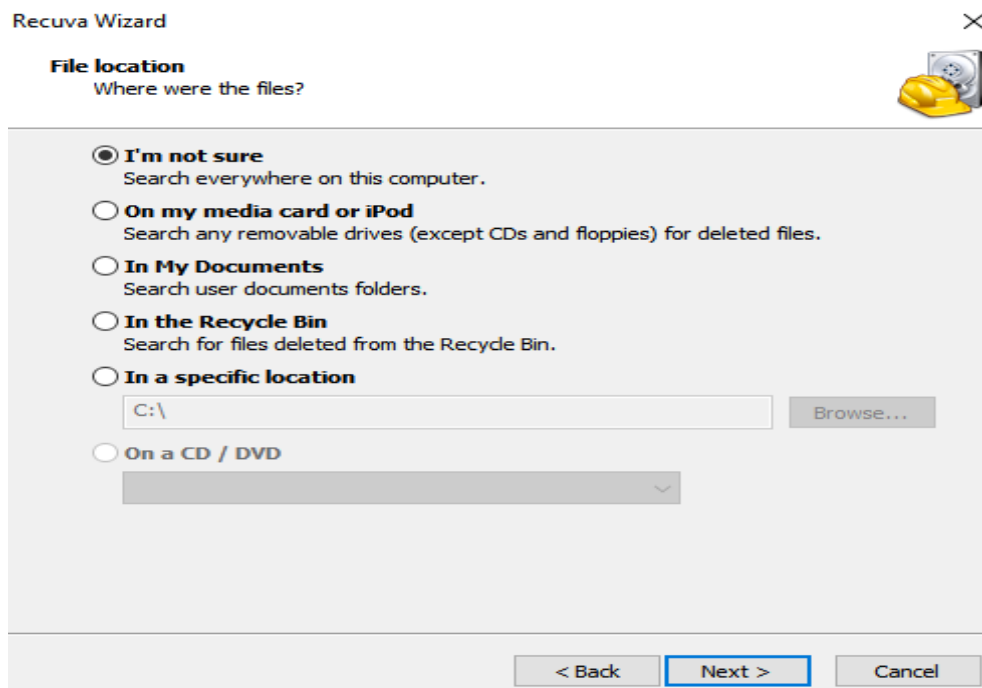 Recuva Wizard
File location
Where were the files?
I'm not sure
Search everywhere on this computer.
On my media card or iPod
Search any removable drives (except CDs and floppies) for deleted files.
In My Documents
Search user documents folders.
In the Recycle Bin
Search for files deleted from the Recycle Bin.
In a specific location
C:\ Browse...
On a CD / DVD
< Back Next > Cancel